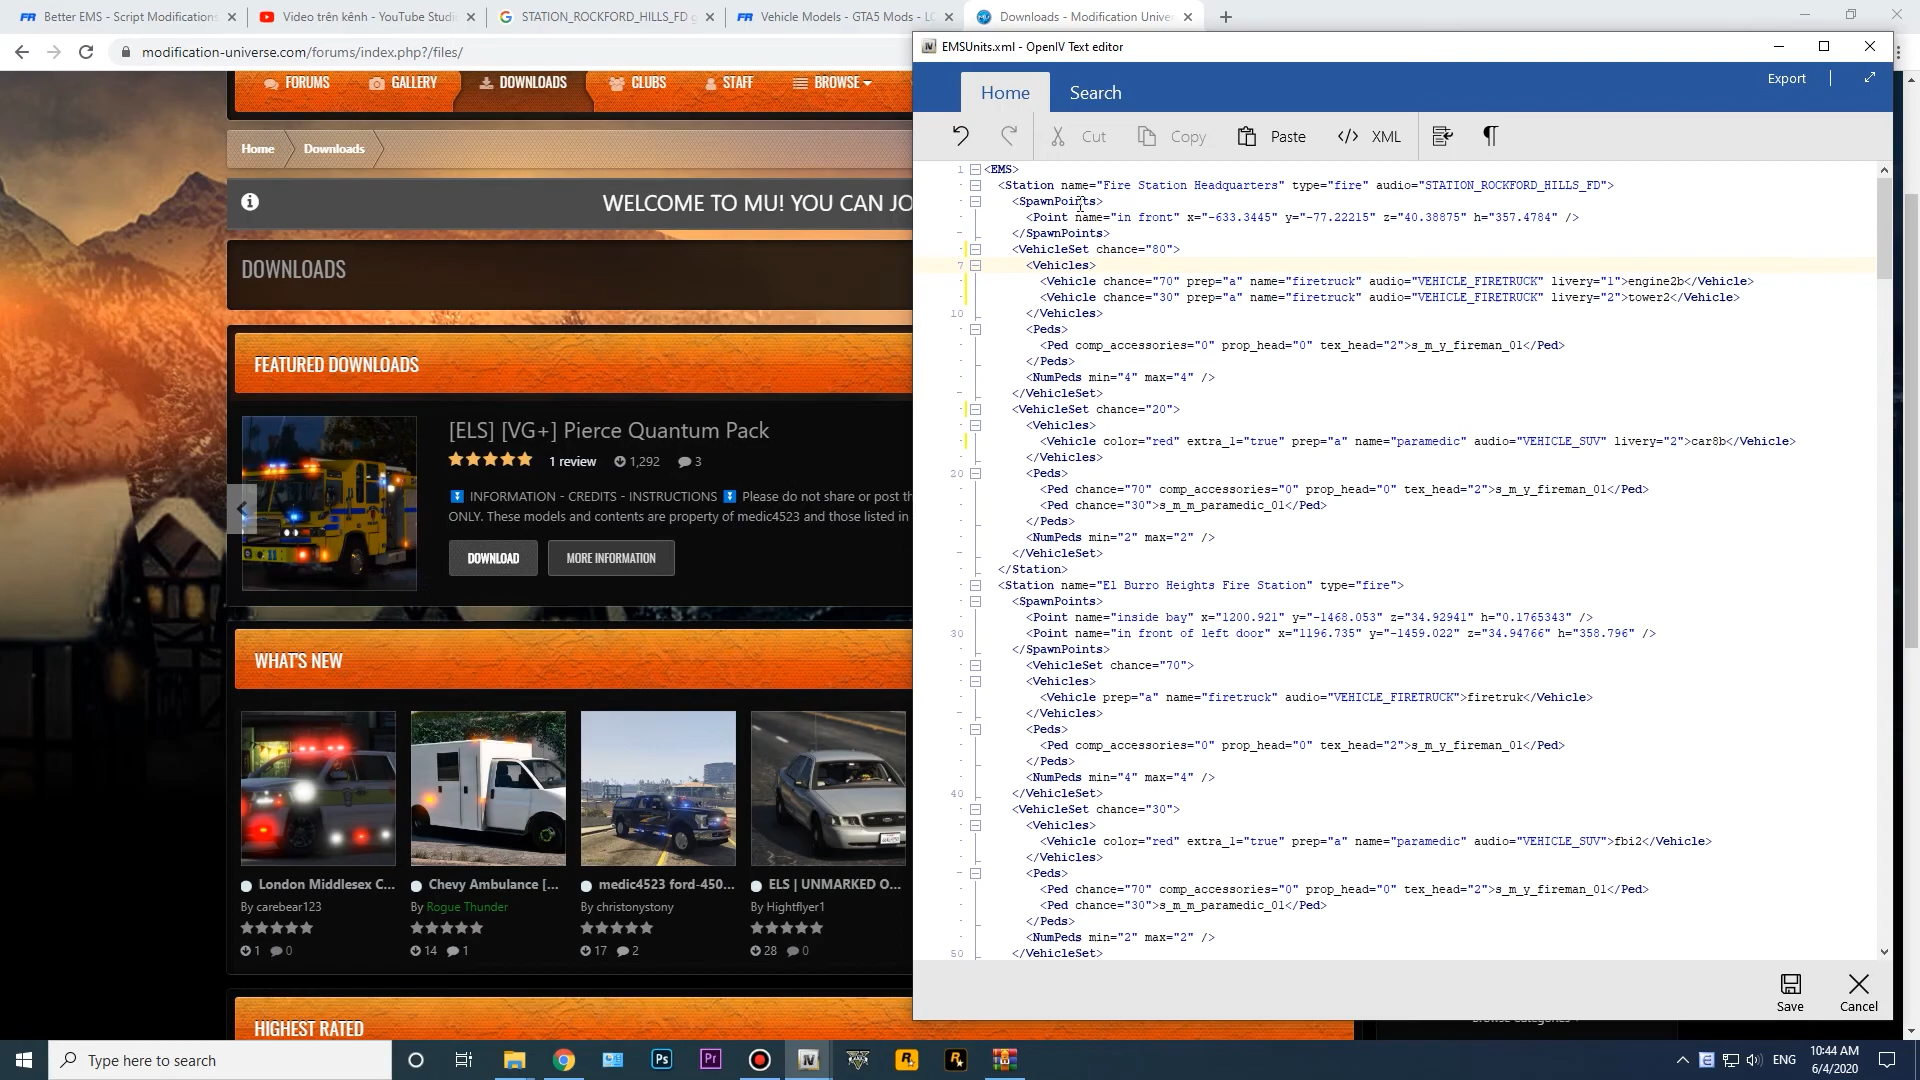 Better EMS - Script Modifications
Video trên kênh - YouTube Studi
STATION_ROCKFORD_HILLS_FD g
Vehicle Models - GTA5 Mods - LC
Downloads - Modification Unive
modification-universe.com/forums/index.php?/files/
FORUMS
GALLERY
DOWNLOADS
CLUBS
STAFF
BROWSE
Home
Downloads
WELCOME TO MU! YOU CAN JO
DOWNLOADS
FEATURED DOWNLOADS
[ELS] [VG+] Pierce Quantum Pack
1 review 1,292 3
INFORMATION - CREDITS - INSTRUCTIONS Please do not share or post th
ONLY. These models and contents are property of medic4523 and those listed in
DOWNLOAD
MORE INFORMATION
WHAT'S NEW
London Middlesex C...
By carebear123
1 0
Chevy Ambulance [...
By Rogue Thunder
14 1
medic4523 ford-450...
By christonystony
17 2
ELS | UNMARKED O...
By Hightflyer1
28 0
HIGHEST RATED
EMSUnits.xml - OpenIV Text editor
Home
Search
Export
Cut
Copy
Paste
XML
1 <EMS>
<Station name="Fire Station Headquarters" type="fire" audio="STATION_ROCKFORD_HILLS_FD">
<SpawnPoints>
<Point name="in front" x="-633.3445" y="-77.22215" z="40.38875" h="357.4784" />
</SpawnPoints>
<VehicleSet chance="80">
7 <Vehicles>
<Vehicle chance="70" prep="a" name="firetruck" audio="VEHICLE_FIRETRUCK" livery="1">engine2b</Vehicle>
<Vehicle chance="30" prep="a" name="firetruck" audio="VEHICLE_FIRETRUCK" livery="2">tower2</Vehicle>
10 </Vehicles>
<Peds>
<Ped comp_accessories="0" prop_head="0" tex_head="2">s_m_y_fireman_01</Ped>
</Peds>
<NumPeds min="4" max="4" />
</VehicleSet>
<VehicleSet chance="20">
<Vehicles>
<Vehicle color="red" extra_1="true" prep="a" name="paramedic" audio="VEHICLE_SUV" livery="2">car8b</Vehicle>
</Vehicles>
20 <Peds>
<Ped chance="70" comp_accessories="0" prop_head="0" tex_head="2">s_m_y_fireman_01</Ped>
<Ped chance="30">s_m_m_paramedic_01</Ped>
</Peds>
<NumPeds min="2" max="2" />
</VehicleSet>
</Station>
<Station name="El Burro Heights Fire Station" type="fire">
<SpawnPoints>
<Point name="inside bay" x="1200.921" y="-1468.053" z="34.92941" h="0.1765343" />
30 <Point name="in front of left door" x="1196.735" y="-1459.022" z="34.94766" h="358.796" />
</SpawnPoints>
<VehicleSet chance="70">
<Vehicles>
<Vehicle prep="a" name="firetruck" audio="VEHICLE_FIRETRUCK">firetruk</Vehicle>
</Vehicles>
<Peds>
<Ped comp_accessories="0" prop_head="0" tex_head="2">s_m_y_fireman_01</Ped>
</Peds>
<NumPeds min="4" max="4" />
40 </VehicleSet>
<VehicleSet chance="30">
<Vehicles>
<Vehicle color="red" extra_1="true" prep="a" name="paramedic" audio="VEHICLE_SUV">fbi2</Vehicle>
</Vehicles>
<Peds>
<Ped chance="70" comp_accessories="0" prop_head="0" tex_head="2">s_m_y_fireman_01</Ped>
<Ped chance="30">s_m_m_paramedic_01</Ped>
</Peds>
<NumPeds min="2" max="2" />
50 </VehicleSet>
Save
Cancel
Type here to search
ENG
10:44 AM
6/4/2020